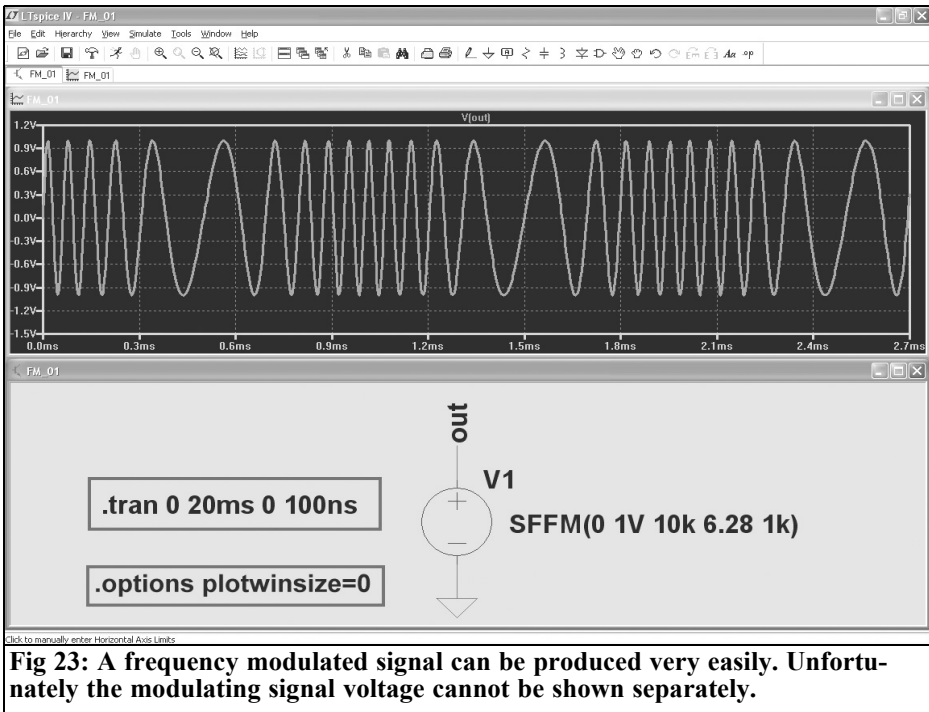 LTspice IV - FM_01
File Edit Hierarchy View Simulate Tools Window Help
FM_01 FM_01
FM_01
V(out)
1.2V
0.9V
0.6V
0.3V
0.0V
-0.3V
-0.6V
-0.9V
-1.2V
-1.5V
0.0ms 0.3ms 0.6ms 0.9ms 1.2ms 1.5ms 1.8ms 2.1ms 2.4ms 2.7ms
FM_01
out
V1
.tran 0 20ms 0 100ns
SFFM(0 1V 10k 6.28 1k)
.options plotwinsize=0
Click to manually enter Horizontal Axis Limits
Fig 23: A frequency modulated signal can be produced very easily. Unfortu-
nately the modulating signal voltage cannot be shown separately.